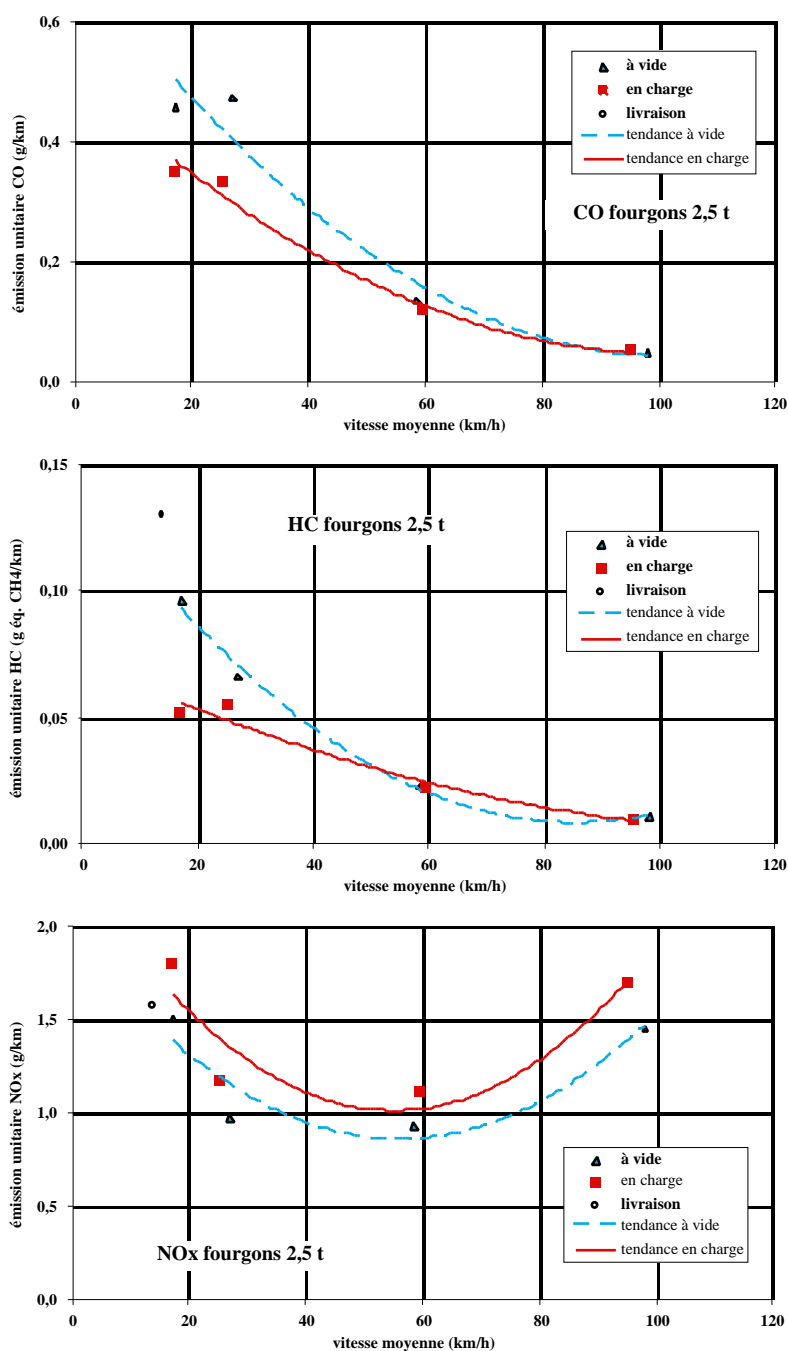 0,6
à vide
en charge
livraison
tendance à vide
tendance en charge
CO fourgons 2,5 t
0,4
0,2
0,0
émission unitaire CO (g/km)
0 20 40 60 80 100 120
vitesse moyenne (km/h)
0,15
HC fourgons 2,5 t
à vide
en charge
livraison
tendance à vide
tendance en charge
0,10
0,05
0,00
émission unitaire HC (g éq. CH4/km)
0 20 40 60 80 100 120
vitesse moyenne (km/h)
2,0
1,5
1,0
0,5
0,0
émission unitaire NOx (g/km)
à vide
en charge
livraison
tendance à vide
tendance en charge
NOx fourgons 2,5 t
0 20 40 60 80 100 120
vitesse moyenne (km/h)